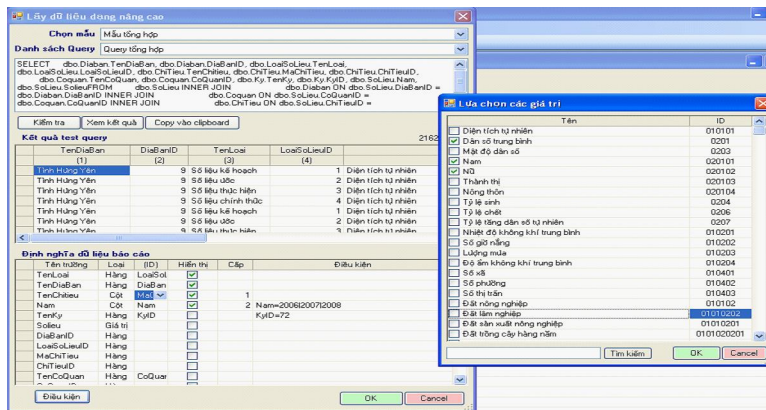 Lấy dữ liệu dạng nâng cao
Chọn mẫu Mẫu tổng hợp
Danh sách Query Query tổng hợp
SELECT dbo.Diaban.TenDiaBan, dbo.Diaban.DiaBanID, dbo.LoaiSoLieu.TenLoai,
dbo.LoaiSoLieu.LoaiSoLieuID, dbo.ChiTieu.TenChitieu, dbo.ChiTieu.MaChiTieu, dbo.ChiTieu.ChiTieuID,
dbo.Coquan.TenCoQuan, dbo.Coquan.CoQuanID, dbo.Ky.TenKy, dbo.Ky.KyID, dbo.SoLieu.Nam,
dbo.SoLieu.SolieuFROM dbo.SoLieu INNER JOIN dbo.Diaban ON dbo.SoLieu.DiaBanID =
dbo.Diaban.DiaBanID INNER JOIN dbo.Coquan ON dbo.SoLieu.CoQuanID =
dbo.Coquan.CoQuanID INNER JOIN dbo.ChiTieu ON dbo.SoLieu.ChiTieuID =
Kiểm tra Xem kết quả Copy vào clipboard
Kết quả test query 2162
TenDiaBan DiaBanID TenLoai LoaiSoLieuID
(1) (2) (3) (4)
Tỉnh Hưng Yên 9 Số liệu kế hoạch 1 Diện tích tự nhiên
Tỉnh Hưng Yên 9 Số liệu ước 2 Diện tích tự nhiên
Tỉnh Hưng Yên 9 Số liệu thực hiện 3 Diện tích tự nhiên
Tỉnh Hưng Yên 9 Số liệu chính thức 4 Diện tích tự nhiên
Tỉnh Hưng Yên 9 Số liệu kế hoạch 1 Diện tích tự nhiên
Tỉnh Hưng Yên 9 Số liệu ước 2 Diện tích tự nhiên
Tỉnh Hưng Yên 9 Số liệu thực hiện 3 Diện tích tự nhiên
Định nghĩa dữ liệu báo cáo
Tên trường Loại (ID) Hiển thị Cấp Điều kiện
TenLoai Hàng LoaiSoL
TenDiaBan Hàng DiaBan
TenChitieu Cột 1
Nam Cột Nam 2 Nam=2006|2007|2008
TenKy Hàng KyID KyID=72
Solieu Giá trị
DiaBanID Hàng
LoaiSoLieuID Hàng
MaChiTieu Hàng
ChiTieuID Hàng
TenCoQuan Hàng CoQuar
Điều kiện OK Cancel
Lựa chọn các giá trị
Tên ID
Diện tích tự nhiên 010101
Dân số trung bình 0201
Mật độ dân số 0203
Nam 020101
Nữ 020102
Thành thị 020103
Nông thôn 020104
Tỷ lệ sinh 0204
Tỷ lệ chết 0206
Tỷ lệ tăng dân số tự nhiên 0207
Nhiệt độ không khí trung bình 010201
Số giờ nắng 010202
Lượng mưa 010203
Độ ẩm không khí trung bình 010204
Số xã 010401
Số phường 010402
Số thị trấn 010403
Đất nông nghiệp 010102
Đất lâm nghiệp 01010202
Đất sản xuất nông nghiệp 01010201
Đất trồng cây hàng năm 0101020201
Tìm kiếm OK Cancel